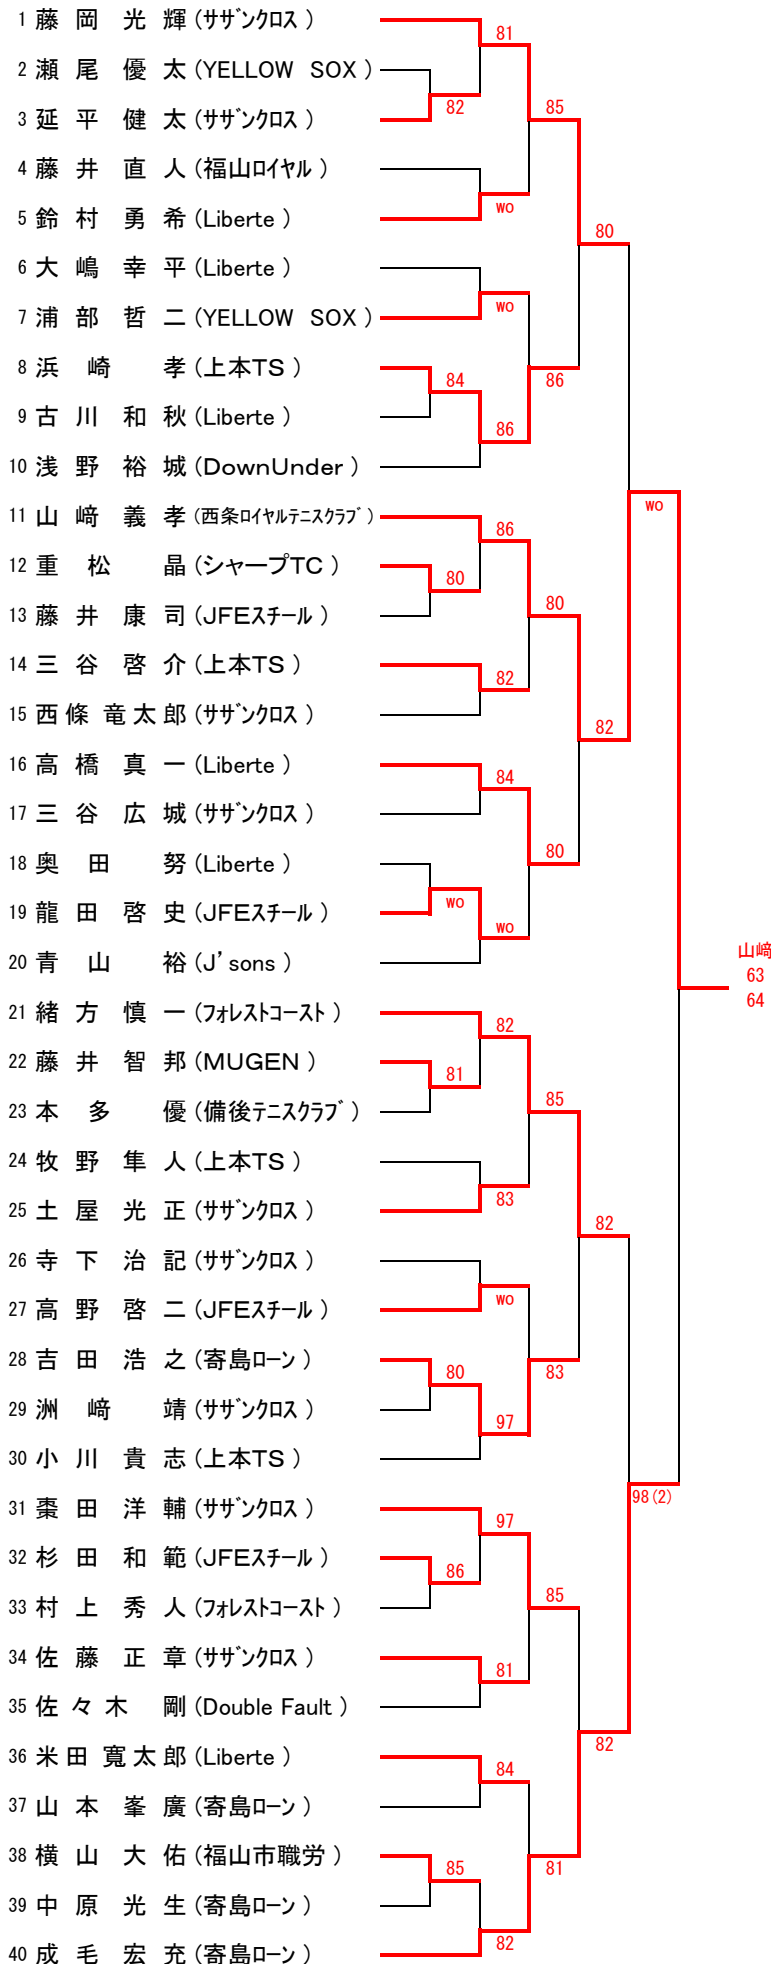 1 藤 岡 光 輝 (サザンクロス )
81
2 瀬 尾 優 太 (YELLOW SOX )
82
85
3 延 平 健 太 (サザンクロス )
4 藤 井 直 人 (福山ロイヤル )
WO
5 鈴 村 勇 希 (Liberte )
80
6 大 嶋 幸 平 (Liberte )
WO
7 浦 部 哲 二 (YELLOW SOX )
8 浜 崎 孝 (上本TS )
84
86
9 古 川 和 秋 (Liberte )
86
10 浅 野 裕 城 (DownUnder )
WO
11 山 﨑 義 孝 (西条ロイヤルテニスクラブ )
86
12 重 松 晶 (シャープTC )
80
80
13 藤 井 康 司 (JFEスチール )
14 三 谷 啓 介 (上本TS )
82
15 西 條 竜 太 郎 (サザンクロス )
82
16 高 橋 真 一 (Liberte )
84
17 三 谷 広 城 (サザンクロス )
80
18 奥 田 努 (Liberte )
WO
19 龍 田 啓 史 (JFEスチール )
WO
20 青 山 裕 (J’sons )
山﨑
63
64
21 緒 方 慎 一 (フォレストコースト )
82
22 藤 井 智 邦 (MUGEN )
81
85
23 本 多 優 (備後テニスクラブ )
24 牧 野 隼 人 (上本TS )
83
25 土 屋 光 正 (サザンクロス )
82
26 寺 下 治 記 (サザンクロス )
WO
27 高 野 啓 二 (JFEスチール )
28 吉 田 浩 之 (寄島ローン )
80
83
29 洲 﨑 靖 (サザンクロス )
97
30 小 川 貴 志 (上本TS )
98(2)
31 棗 田 洋 輔 (サザンクロス )
97
32 杉 田 和 範 (JFEスチール )
86
85
33 村 上 秀 人 (フォレストコースト )
34 佐 藤 正 章 (サザンクロス )
81
35 佐 々 木 剛 (Double Fault )
82
36 米 田 寛 太 郎 (Liberte )
84
37 山 本 峯 廣 (寄島ローン )
38 横 山 大 佑 (福山市職労 )
85
81
39 中 原 光 生 (寄島ローン )
82
40 成 毛 宏 充 (寄島ローン )